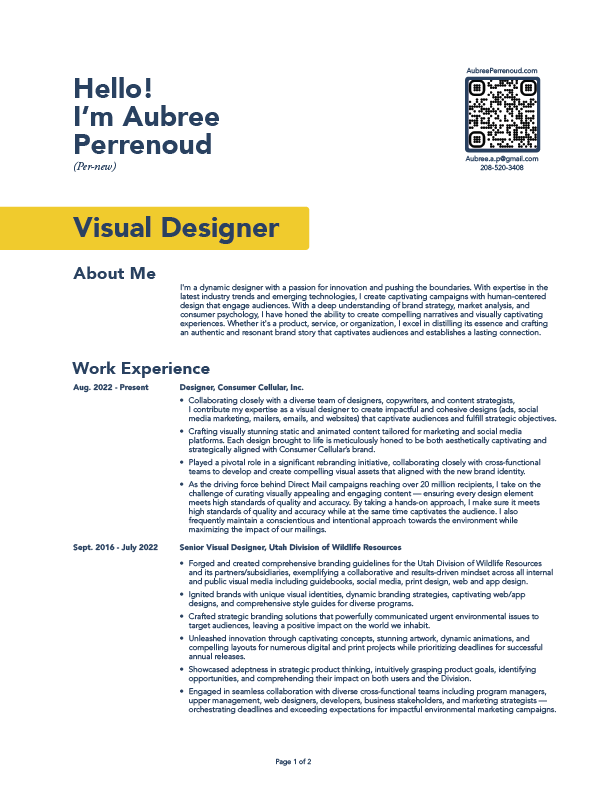 AubreePerrenoud.com
Hello!
I'm Aubree
Perrenoud
(Per-new)
Aubree.a.p@gmail.com
208-520-3408
Visual Designer
About Me
I'm a dynamic designer with a passion for innovation and pushing the boundaries. With expertise in the
latest industry trends and emerging technologies, I create captivating campaigns with human-centered
design that engage audiences. With a deep understanding of brand strategy, market analysis, and
consumer psychology, I have honed the ability to create compelling narratives and visually captivating
experiences. Whether it's a product, service, or organization, I excel in distilling its essence and crafting
an authentic and resonant brand story that captivates audiences and establishes a lasting connection.
Work Experience
Aug. 2022 - Present Designer, Consumer Cellular, Inc.
• Collaborating closely with a diverse team of designers, copywriters, and content strategists,
I contribute my expertise as a visual designer to create impactful and cohesive designs (ads, social
media marketing, mailers, emails, and websites) that captivate audiences and fulfill strategic objectives.
• Crafting visually stunning static and animated content tailored for marketing and social media
platforms. Each design brought to life is meticulously honed to be both aesthetically captivating and
strategically aligned with Consumer Cellular's brand.
• Played a pivotal role in a significant rebranding initiative, collaborating closely with cross-functional
teams to develop and create compelling visual assets that aligned with the new brand identity.
• As the driving force behind Direct Mail campaigns reaching over 20 million recipients, I take on the
challenge of curating visually appealing and engaging content — ensuring every design element
meets high standards of quality and accuracy. By taking a hands-on approach, I make sure it meets
high standards of quality and accuracy while at the same time captivates the audience. I also
frequently maintain a conscientious and intentional approach towards the environment while
maximizing the impact of our mailings.
Sept. 2016 - July 2022 Senior Visual Designer, Utah Division of Wildlife Resources
• Forged and created comprehensive branding guidelines for the Utah Division of Wildlife Resources
and its partners/subsidiaries, exemplifying a collaborative and results-driven mindset across all internal
and public visual media including guidebooks, social media, print design, web and app design.
• Ignited brands with unique visual identities, dynamic branding strategies, captivating web/app
designs, and comprehensive style guides for diverse programs.
• Crafted strategic branding solutions that powerfully communicated urgent environmental issues to
target audiences, leaving a positive impact on the world we inhabit.
• Unleashed innovation through captivating concepts, stunning artwork, dynamic animations, and
compelling layouts for numerous digital and print projects while prioritizing deadlines for successful
annual releases.
• Showcased adeptness in strategic product thinking, intuitively grasping product goals, identifying
opportunities, and comprehending their impact on both users and the Division.
• Engaged in seamless collaboration with diverse cross-functional teams including program managers,
upper management, web designers, developers, business stakeholders, and marketing strategists —
orchestrating deadlines and exceeding expectations for impactful environmental marketing campaigns.
Page 1 of 2